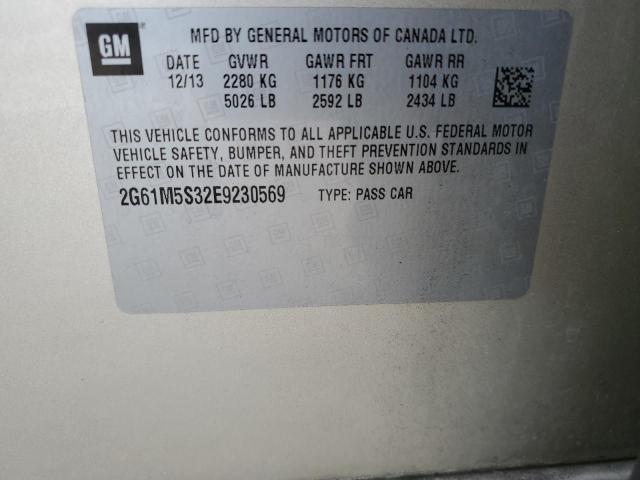 GM
MFD BY GENERAL MOTORS OF CANADA LTD.
DATE GVWR GAWR FRT GAWR RR
12/13 2280 KG 1176 KG 1104 KG
5026 LB 2592 LB 2434 LB
THIS VEHICLE CONFORMS TO ALL APPLICABLE U.S. FEDERAL MOTOR
VEHICLE SAFETY, BUMPER, AND THEFT PREVENTION STANDARDS IN
EFFECT ON THE DATE OF MANUFACTURE SHOWN ABOVE.
2G61M5S32E9230569 TYPE: PASS CAR